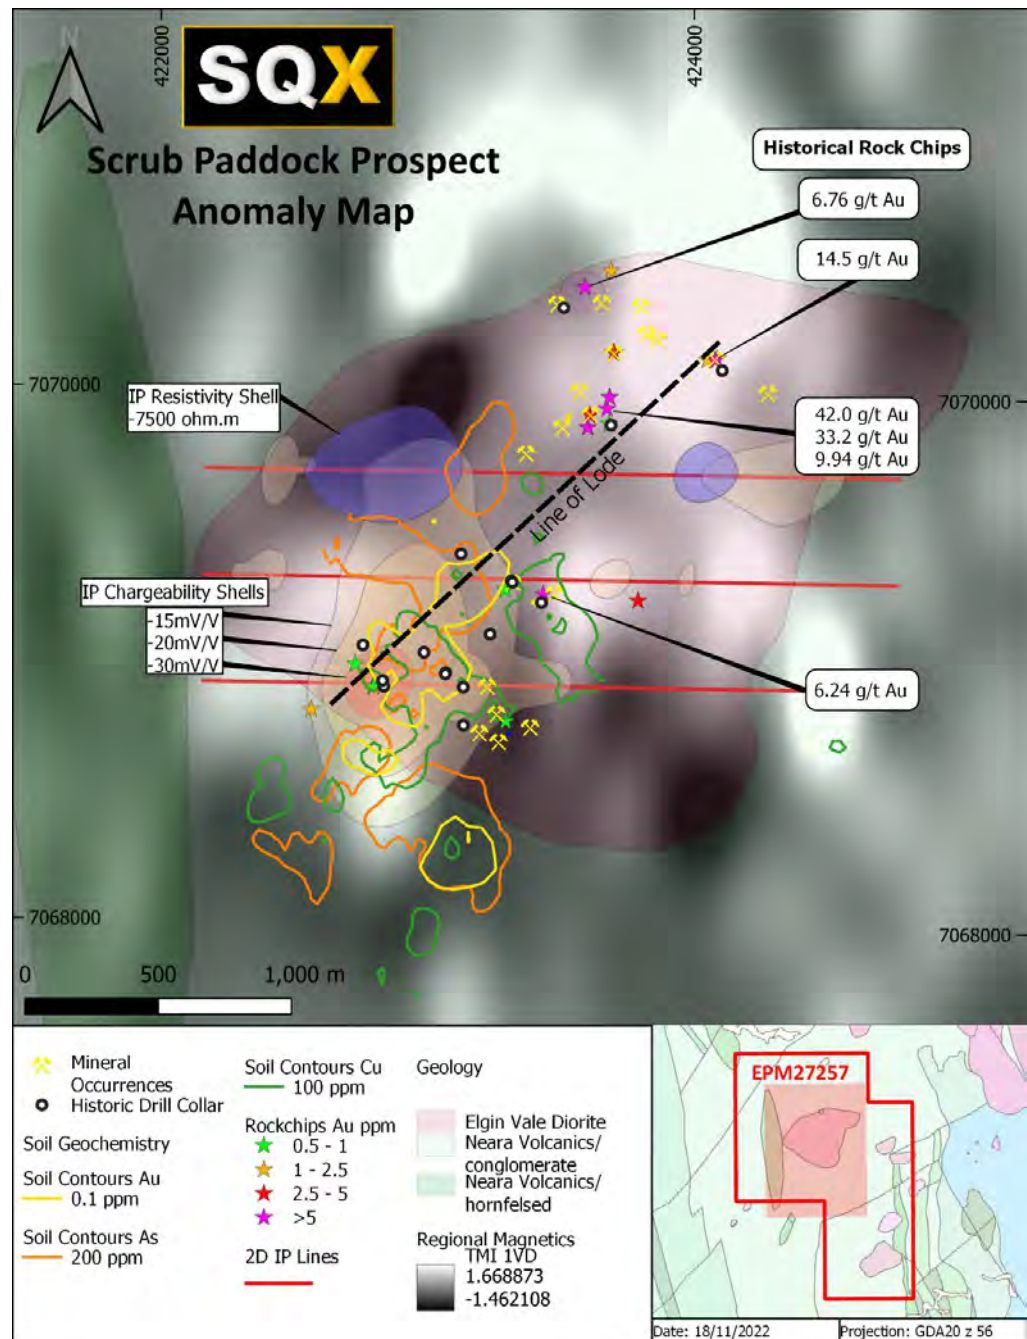 N
422000
424000
SQX
Scrub Paddock Prospect
Anomaly Map
Historical Rock Chips
6.76 g/t Au
14.5 g/t Au
7070000
7070000
IP Resistivity Shell
-7500 ohm.m
42.0 g/t Au
33.2 g/t Au
9.94 g/t Au
Line of Lode
IP Chargeability Shells
-15mV/V
-20mV/V
-30mV/V
6.24 g/t Au
7068000
7068000
0 500 1,000 m
Mineral
Occurrences
Historic Drill Collar
Soil Geochemistry
Soil Contours Au
0.1 ppm
Soil Contours As
200 ppm
Soil Contours Cu
100 ppm
Rockchips Au ppm
0.5 - 1
1 - 2.5
2.5 - 5
>5
2D IP Lines
Geology
Elgin Vale Diorite
Neara Volcanics/
conglomerate
Neara Volcanics/
hornfelsed
Regional Magnetics
TMI 1VD
1.668873
-1.462108
EPM27257
Date: 18/11/2022
Projection: GDA20 z 56